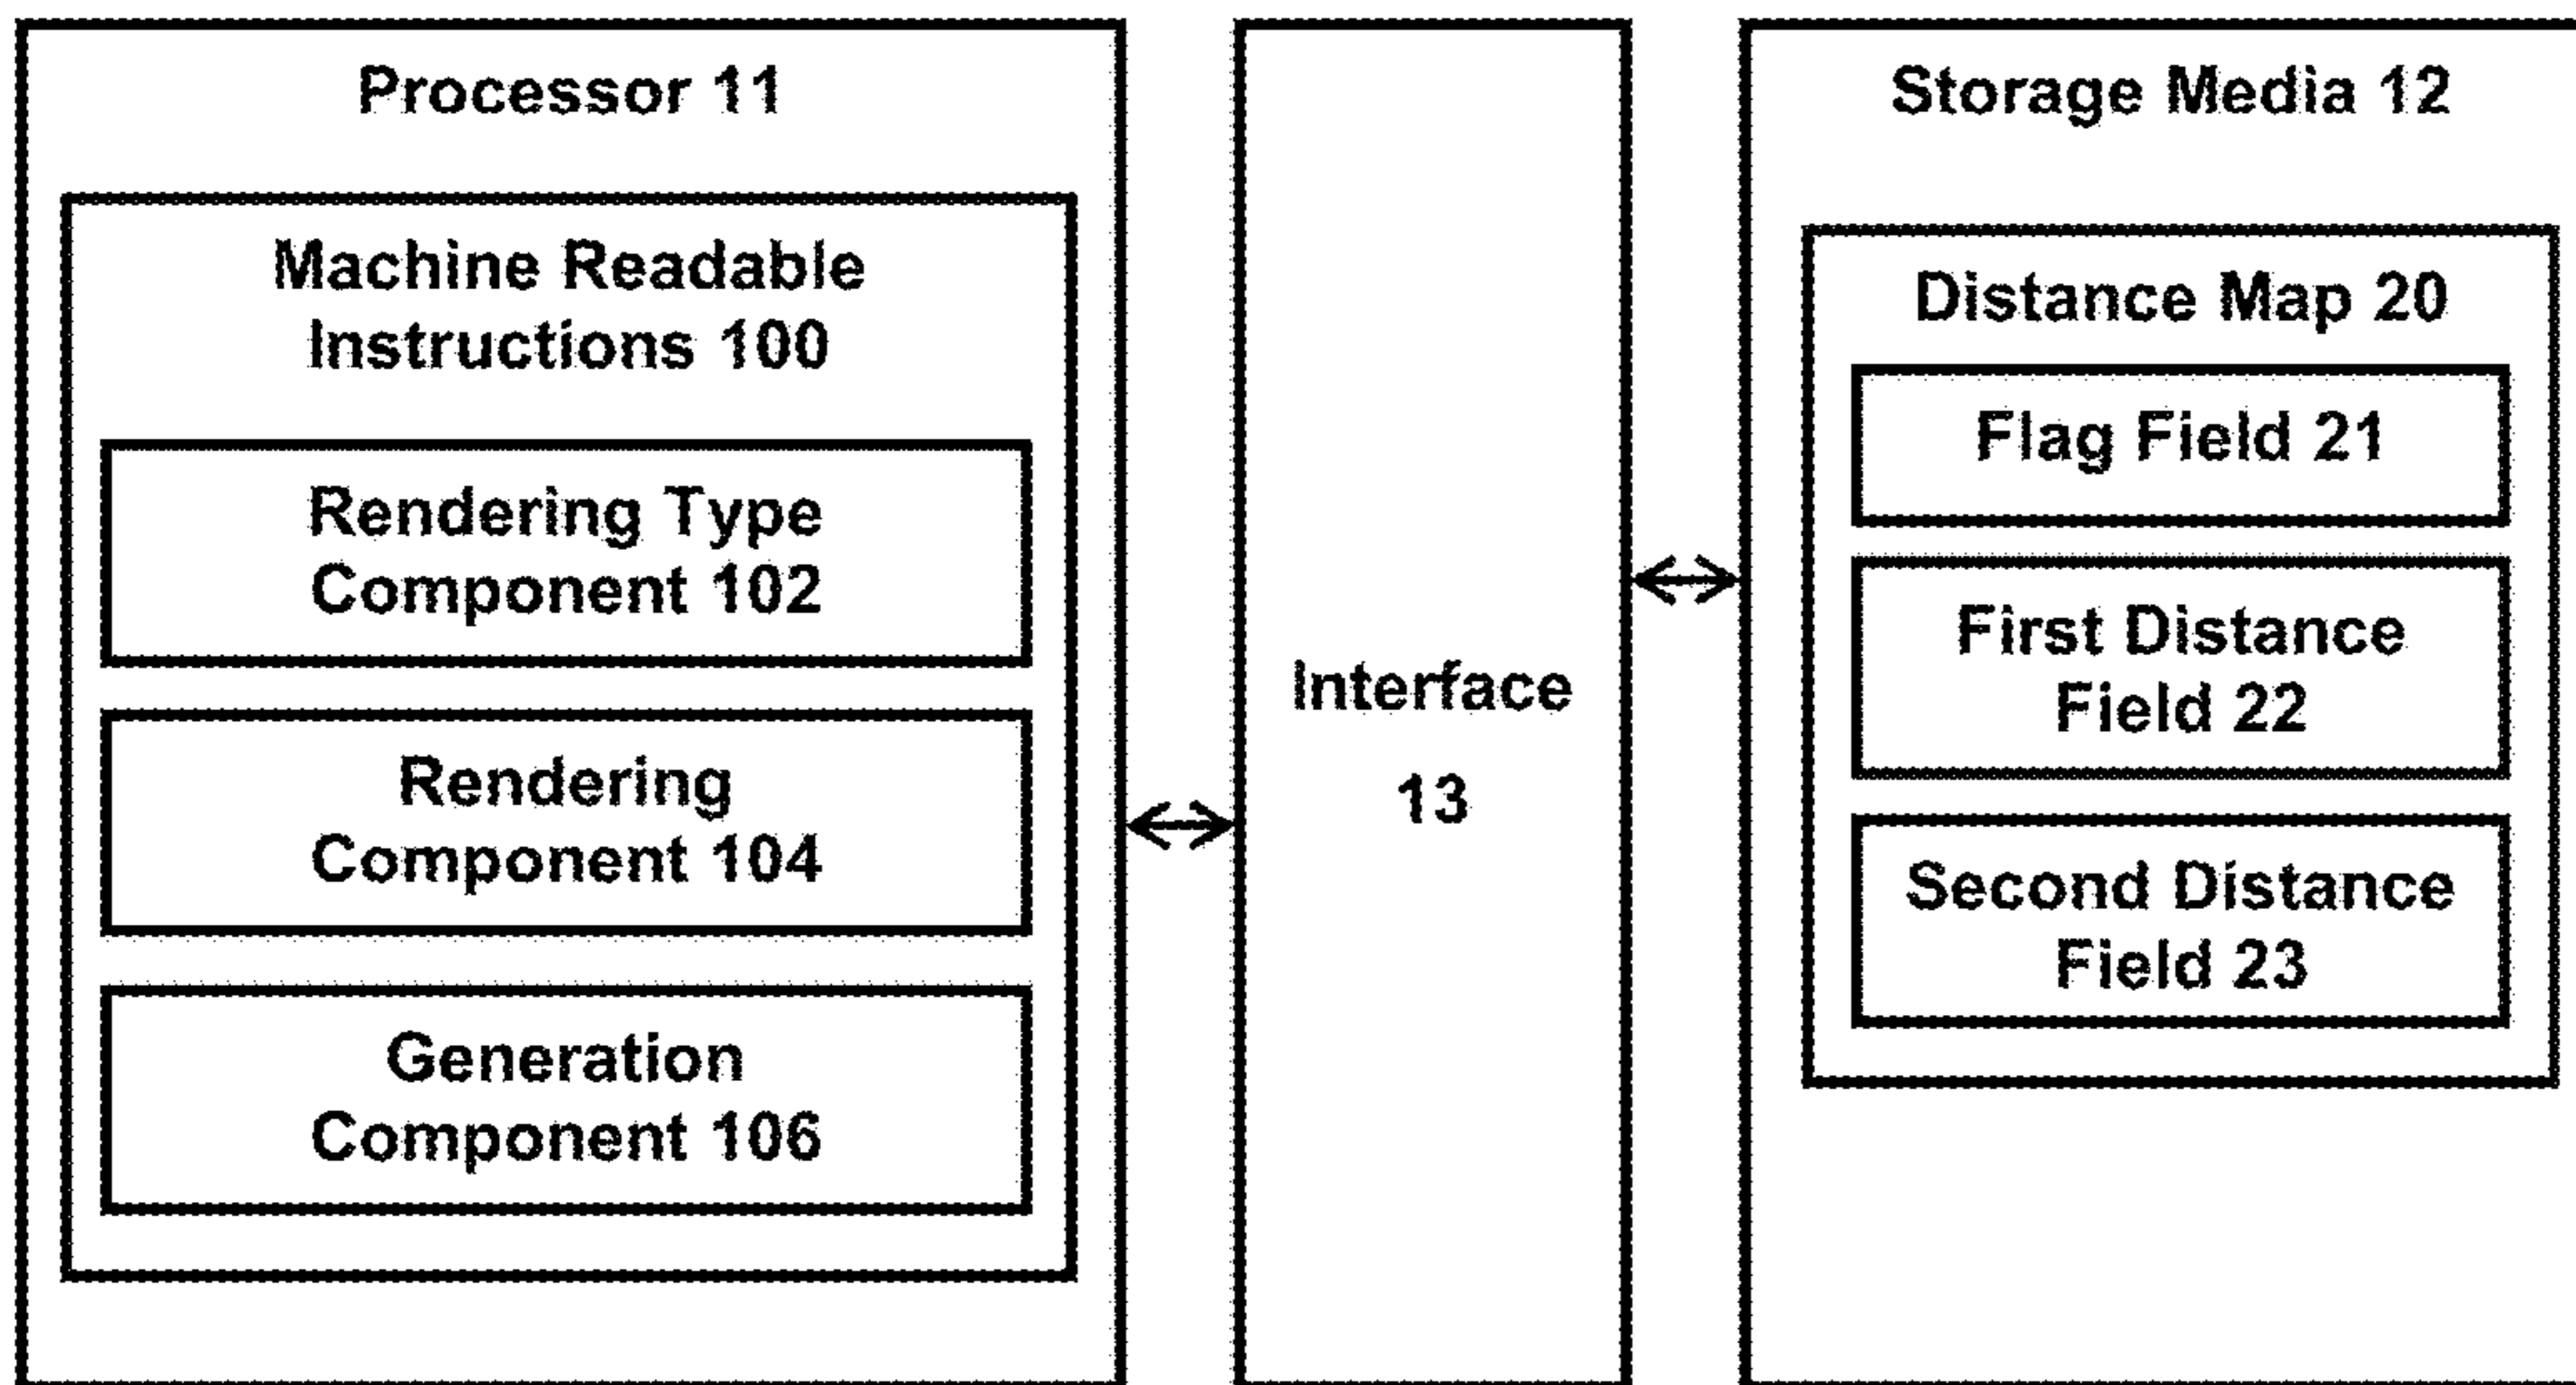 Processor 11
Machine Readable
Instructions 100
Rendering Type
Component 102
Rendering
Component 104
Generation
Component 106
Interface
13
Storage Media 12
Distance Map 20
Flag Field 21
First Distance
Field 22
Second Distance
Field 23